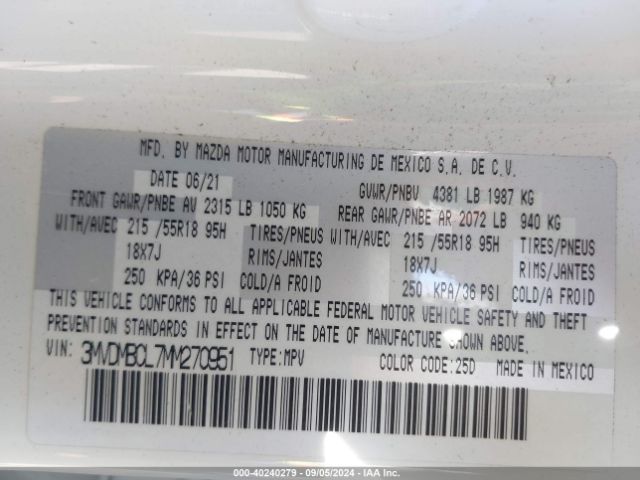 MFD. BY MAZDA MOTOR MANUFACTURING DE MEXICO S.A. DE C.V.
DATE 06/21 GVWR/PNBV 4381 LB 1987 KG
FRONT GAWR/PNBE AV 2315 LB 1050 KG REAR GAWR/PNBE AR 2072 LB 940 KG
WITH/AVEC 215 /55R18 95H TIRES/PNEUS WITH/AVEC 215 /55R18 95H TIRES/PNEUS
18X7J RIMS/JANTES 18X7J RIMS/JANTES
250 KPA/36 PSI COLD/A FROID 250 KPA/36 PSI COLD/A FROID
THIS VEHICLE CONFORMS TO ALL APPLICABLE FEDERAL MOTOR VEHICLE SAFETY AND THEFT
PREVENTION STANDARDS IN EFFECT ON THE DATE OF MANUFACTURE SHOWN ABOVE.
VIN: 3MVDMBCL7MM270951 TYPE:MPV COLOR CODE:25D MADE IN MEXICO
000-40240279 - 09/05/2024 - IAA Inc.